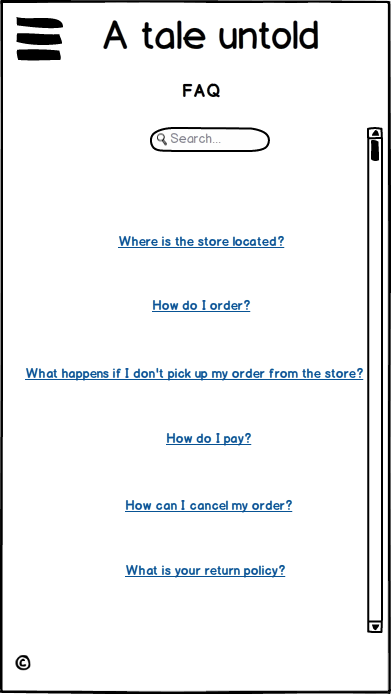 A tale untold
FAQ
Search...
Where is the store located?
How do I order?
What happens if I don't pick up my order from the store?
How do I pay?
How can I cancel my order?
What is your return policy?
©